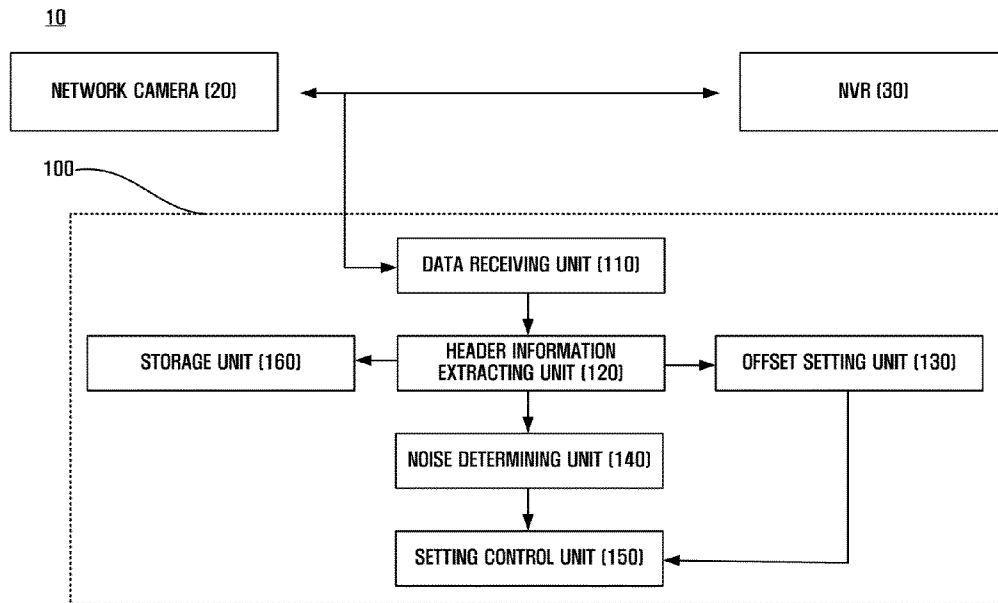 10
NETWORK CAMERA (20)
NVR (30)
100
DATA RECEIVING UNIT (110)
STORAGE UNIT (160)
HEADER INFORMATION
EXTRACTING UNIT (120)
OFFSET SETTING UNIT (130)
NOISE DETERMINING UNIT (140)
SETTING CONTROL UNIT (150)